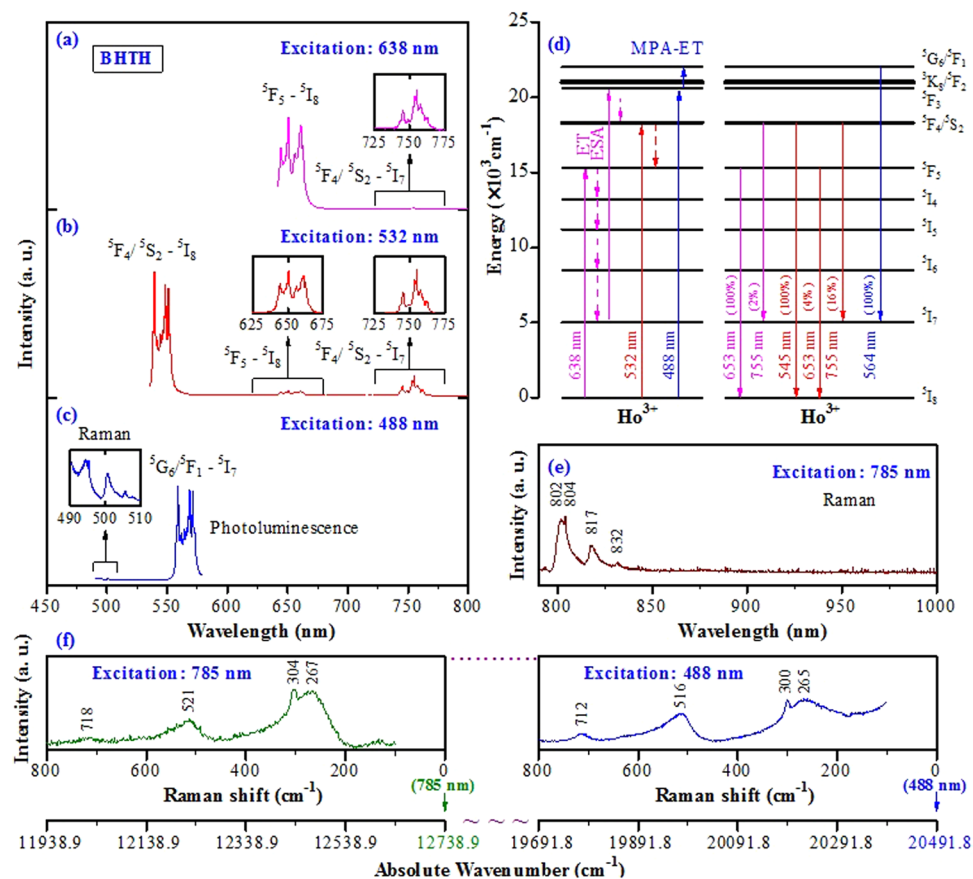 (a)
BHTH
Excitation: 638 nm
⁵F₅ - ⁵I₈
725 750 775
⁵F₄/ ⁵S₂ - ⁵I₇
(b)
Excitation: 532 nm
⁵F₄/ ⁵S₂ - ⁵I₈
625 650 675
725 750 775
⁵F₅ - ⁵I₈
⁵F₄/ ⁵S₂ - ⁵I₇
(c)
Excitation: 488 nm
Raman
⁵G₆/⁵F₁ - ⁵I₇
490 500 510
Photoluminescence
Intensity (a. u.)
450 500 550 600 650 700 750 800
Wavelength (nm)
(d)
MPA-ET
25
20
15
10
5
0
Energy (×10³cm⁻¹)
⁵G₆/⁵F₁
³K₈/⁵F₂
⁵F₃
⁵F₄/⁵S₂
⁵F₅
⁵I₄
⁵I₅
⁵I₆
⁵I₇
⁵I₈
ET
ESA
638 nm
532 nm
488 nm
653 nm (100%)
755 nm (2%)
545 nm (100%)
653 nm (4%)
755 nm (16%)
564 nm (100%)
Ho³⁺
Ho³⁺
(e)
Excitation: 785 nm
Raman
802
804
817
832
Intensity (a. u.)
800 850 900 950 1000
Wavelength (nm)
(f)
Excitation: 785 nm
718
521
304
267
Intensity (a. u.)
800 600 400 200 0
Raman shift (cm⁻¹)
(785 nm)
Excitation: 488 nm
712
516
300
265
800 600 400 200 0
Raman shift (cm⁻¹)
(488 nm)
11938.9 12138.9 12338.9 12538.9 12738.9
~ ~ ~
19691.8 19891.8 20091.8 20291.8 20491.8
Absolute Wavenumber (cm⁻¹)